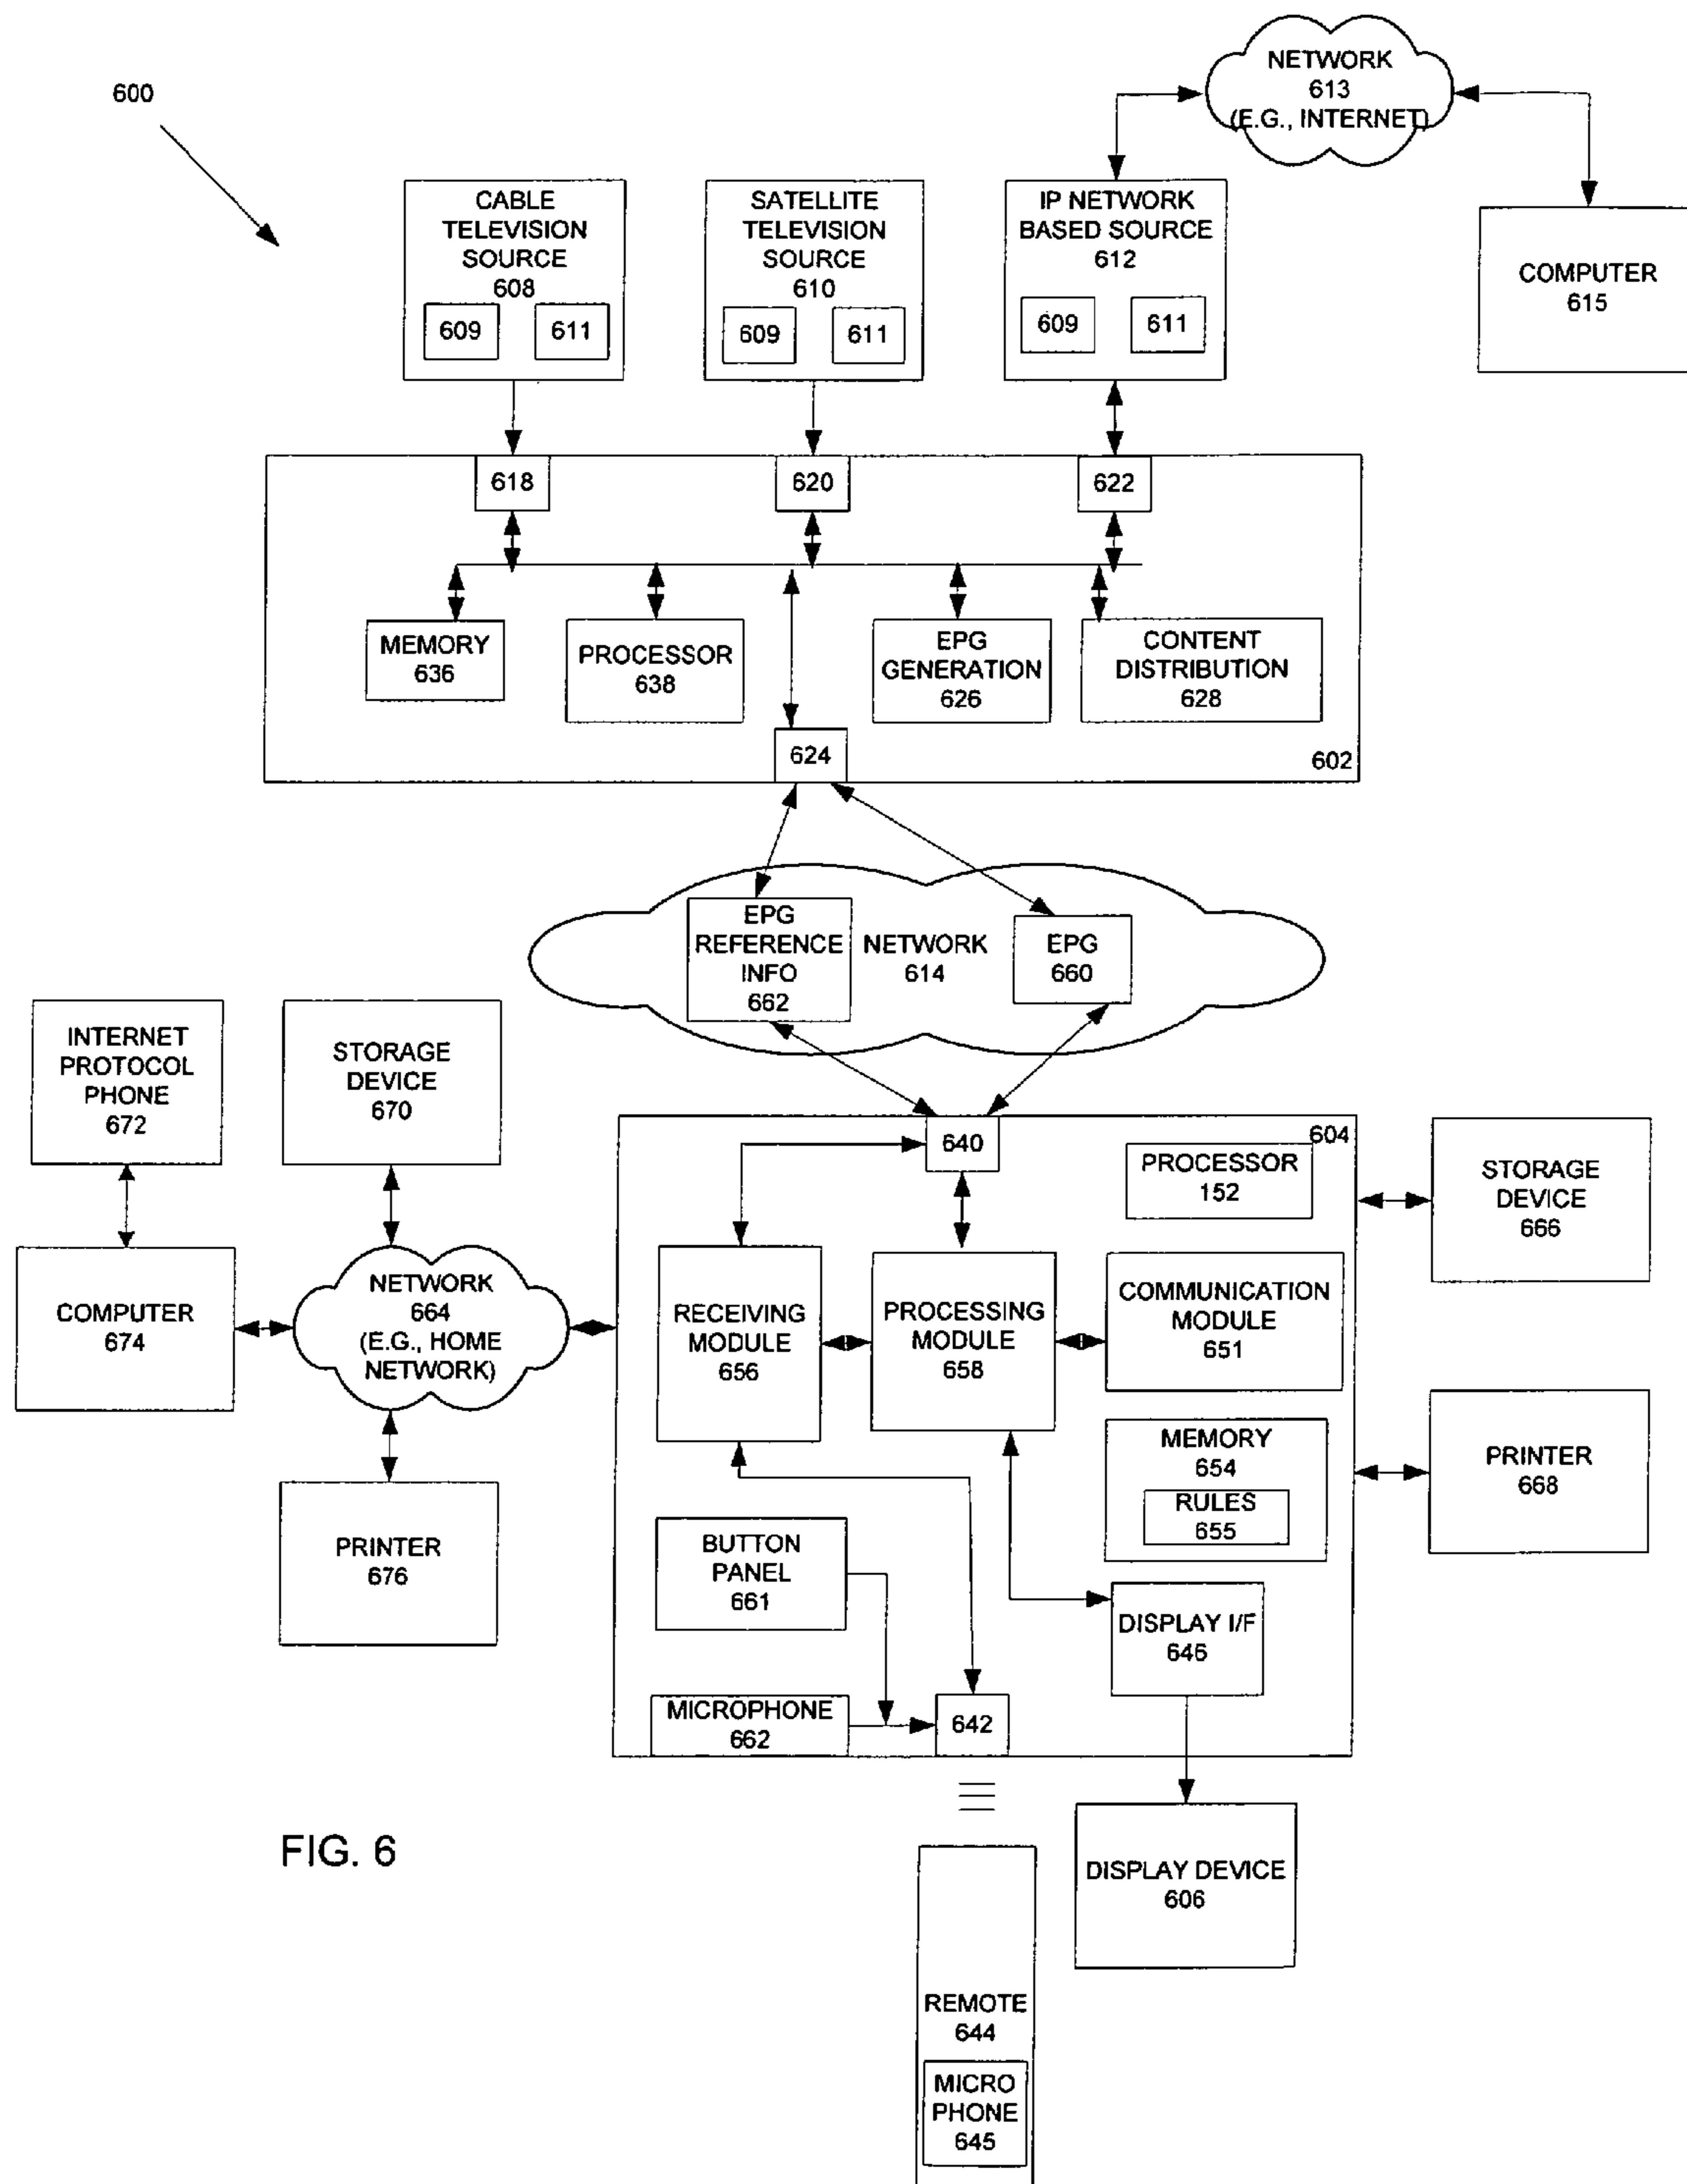 600
NETWORK
613
(E.G., INTERNET)
CABLE
TELEVISION
SOURCE
608
609
611
SATELLITE
TELEVISION
SOURCE
610
609
611
IP NETWORK
BASED SOURCE
612
609
611
COMPUTER
615
618
620
622
MEMORY
636
PROCESSOR
638
EPG
GENERATION
626
CONTENT
DISTRIBUTION
628
624
602
EPG
REFERENCE
INFO
662
NETWORK
614
EPG
660
INTERNET
PROTOCOL
PHONE
672
STORAGE
DEVICE
670
COMPUTER
674
NETWORK
664
(E.G., HOME
NETWORK)
PRINTER
676
640
604
PROCESSOR
152
RECEIVING
MODULE
656
PROCESSING
MODULE
658
COMMUNICATION
MODULE
651
MEMORY
654
RULES
655
BUTTON
PANEL
661
DISPLAY I/F
646
MICROPHONE
662
642
STORAGE
DEVICE
666
PRINTER
668
FIG. 6
DISPLAY DEVICE
606
REMOTE
644
MICRO
PHONE
645